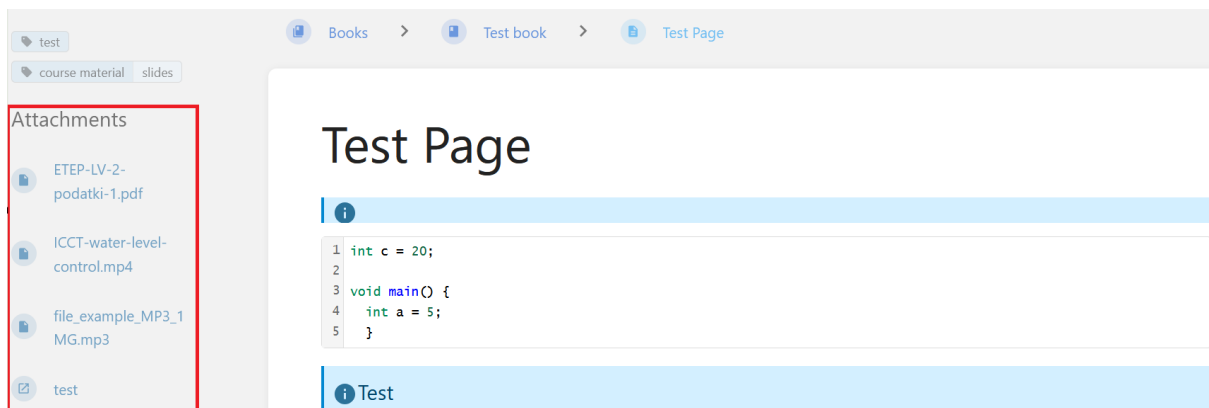 test
course material slides
Attachments
ETEP-LV-2-
podatki-1.pdf
ICCT-water-level-
control.mp4
file_example_MP3_1
MG.mp3
test
Books > Test book > Test Page
Test Page
1 int c = 20;
2
3 void main() {
4 int a = 5;
5 }
Test